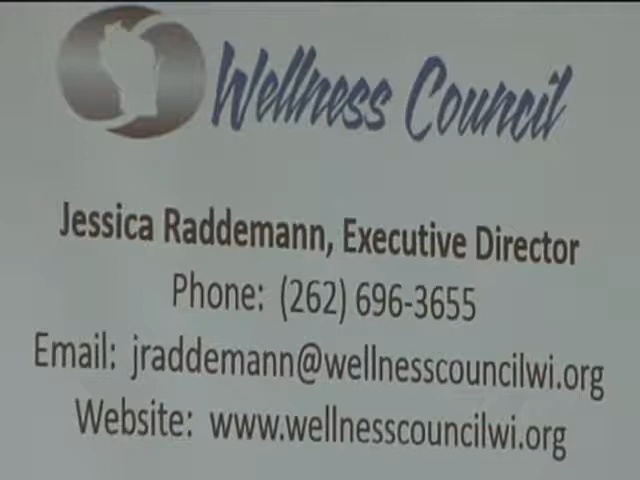 Wellness Council
Jessica Raddemann, Executive Director
Phone: (262) 696-3655
Email: jraddemann@wellnesscouncilwi.org
Website: www.wellnesscouncilwi.org